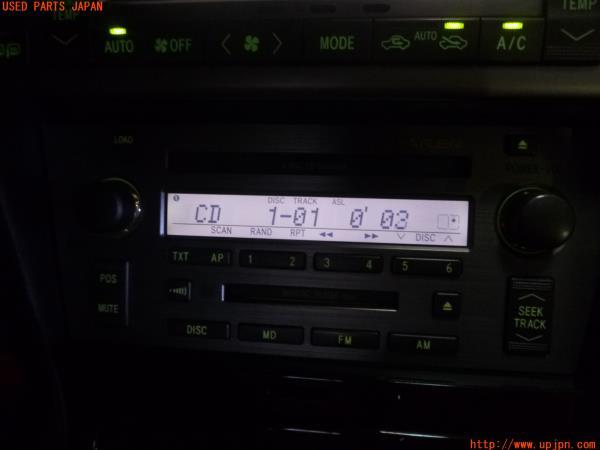 USED PARTS JAPAN
TEMP
TEMP
AUTO
OFF
MODE
AUTO
A/C
LOAD
DISC TRACK ASL
CD 1-01 0' 03
SCAN RAND RPT DISC
TXT AP 1 2 3 4 5 6
POS
MUTE
SEEK
TRACK
DISC MD FM AM
http://www.upjpn.com